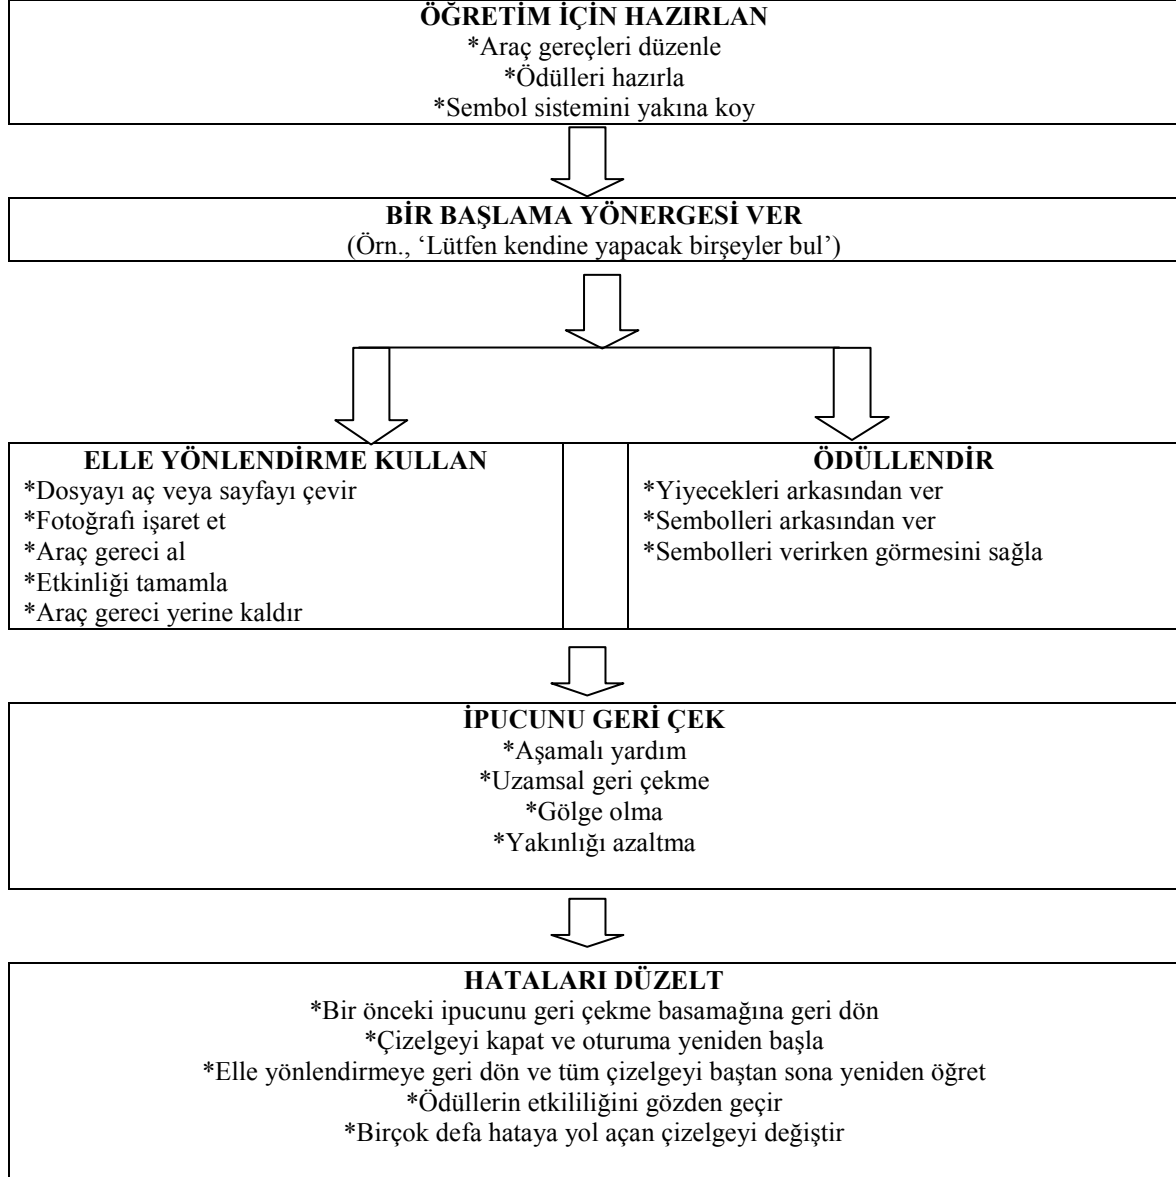 ÖĞRETİM İÇİN HAZIRLAN
*Araç gereçleri düzenle
*Ödülleri hazırla
*Sembol sistemini yakına koy
BİR BAŞLAMA YÖNERGESİ VER
(Örn., ‘Lütfen kendine yapacak birşeyler bul’)
ELLE YÖNLENDİRME KULLAN
*Dosyayı aç veya sayfayı çevir
*Fotoğrafı işaret et
*Araç gereci al
*Etkinliği tamamla
*Araç gereci yerine kaldır
ÖDÜLLENDİR
*Yiyecekleri arkasından ver
*Sembolleri arkasından ver
*Sembolleri verirken görmesini sağla
İPUCUNU GERİ ÇEK
*Aşamalı yardım
*Uzamsal geri çekme
*Gölge olma
*Yakınlığı azaltma
HATALARI DÜZELT
*Bir önceki ipucunu geri çekme basamağına geri dön
*Çizelgeyi kapat ve oturuma yeniden başla
*Elle yönlendirmeye geri dön ve tüm çizelgeyi baştan sona yeniden öğret
*Ödüllerin etkililiğini gözden geçir
*Birçok defa hataya yol açan çizelgeyi değiştir